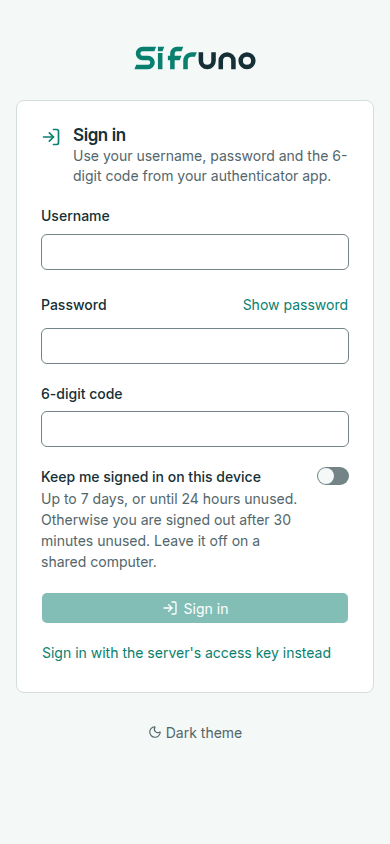 Sifruno
Sign in
Use your username, password and the 6-
digit code from your authenticator app.
Username
Password
Show password
6-digit code
Keep me signed in on this device
Up to 7 days, or until 24 hours unused.
Otherwise you are signed out after 30
minutes unused. Leave it off on a
shared computer.
Sign in
Sign in with the server's access key instead
Dark theme